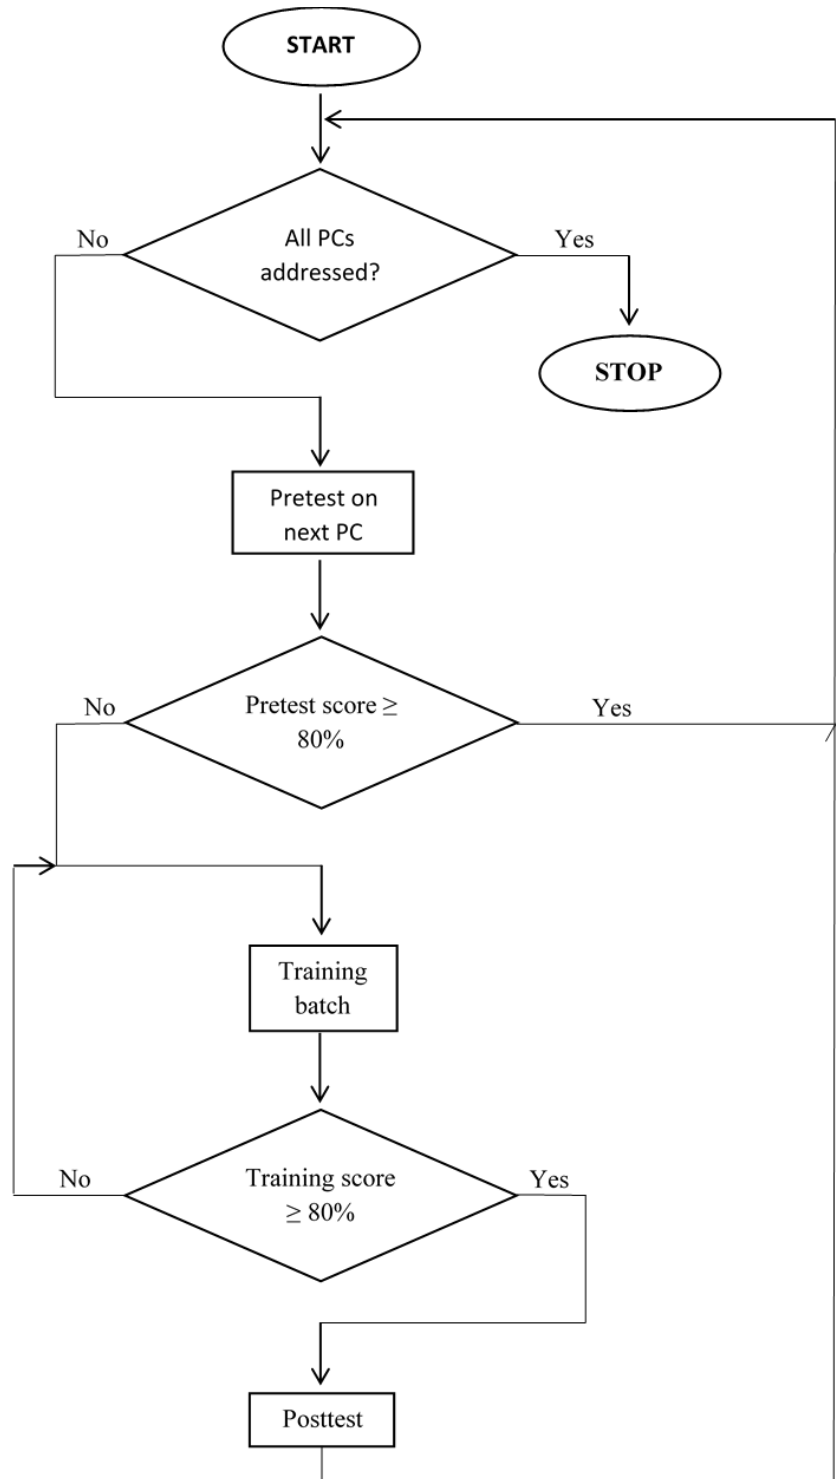 START
All PCs
addressed?
No
Yes
STOP
Pretest on
next PC
Pretest score ≥
80%
No
Yes
Training
batch
Training score
≥ 80%
No
Yes
Posttest